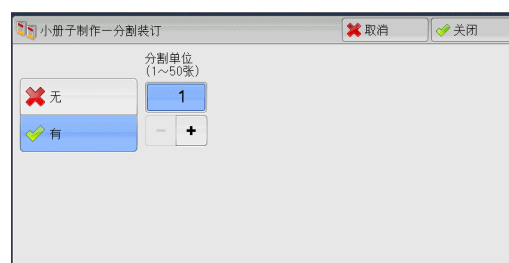 小册子制作－分割装订
取消
关闭
分割单位
(1～50张)
无
1
有
－ +